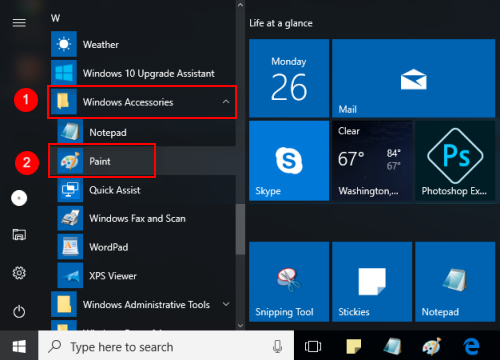 W
Weather
Windows 10 Upgrade Assistant
1
Windows Accessories
Notepad
2
Paint
Quick Assist
Windows Fax and Scan
WordPad
XPS Viewer
Windows Administrative Tools
Life at a glance
Monday
26
Mail
Skype
Clear
67° 84°
67°
Washington,...
Ps
Photoshop Ex...
Snipping Tool
Stickies
Notepad
Type here to search